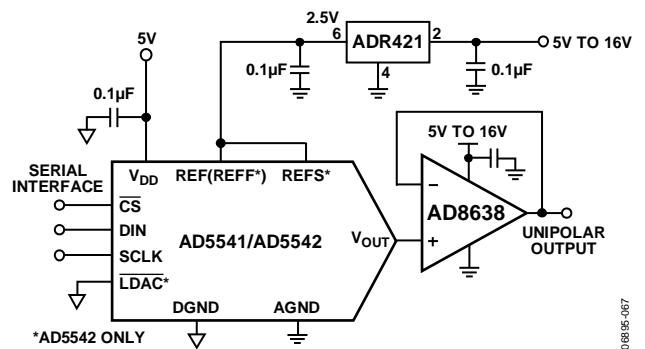 2.5V
5V
6
ADR421
2
5V TO 16V
0.1µF
4
0.1µF
0.1µF
5V TO 16V
SERIAL
INTERFACE
VDD
REF(REFF*)
REFS*
CS
DIN
AD5541/AD5542
VOUT
–
AD8638
+
UNIPOLAR
OUTPUT
SCLK
LDAC*
DGND
AGND
*AD5542 ONLY
06895-067